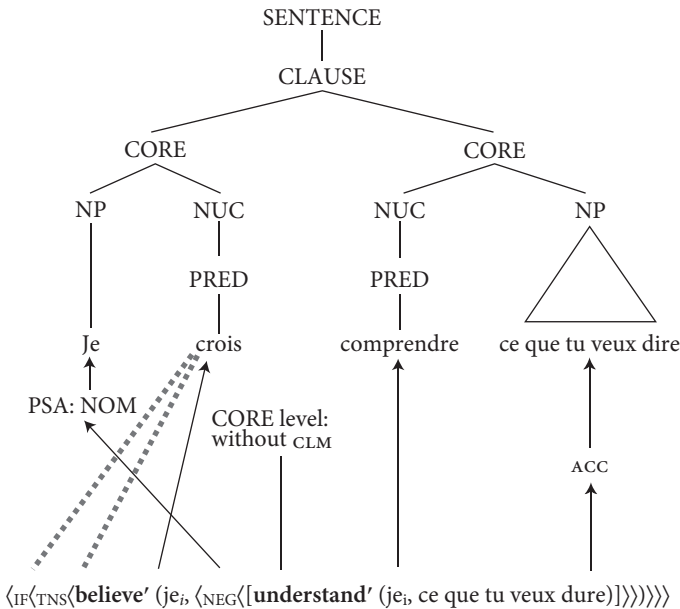 SENTENCE
CLAUSE
CORE CORE
NP NUC NUC NP
PRED PRED
Je crois comprendre ce que tu veux dire
PSA: NOM
CORE level:
without CLM
ACC
⟨IF⟨TNS⟨believe′ (jeᵢ, ⟨NEG⟨[understand′ (jeᵢ, ce que tu veux dure)]⟩⟩)⟩⟩⟩